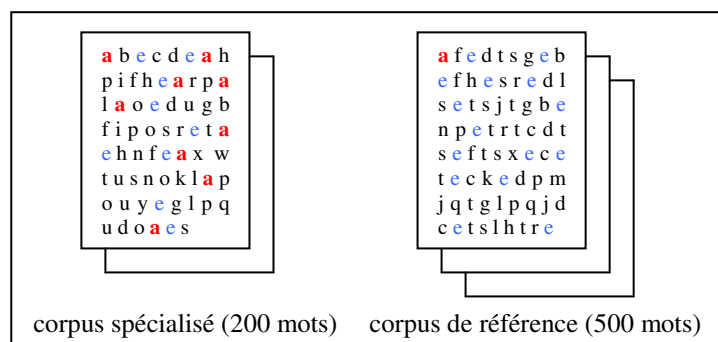 a b e c d e a h
p i f h e a r p a
l a o e d u g b
f i p o s r e t a
e h n f e a x w
t u s n o k l a p
o u y e g l p q
u d o a e s
a f e d t s g e b
e f h e s r e d l
s e t s j t g b e
n p e t r t c d t
s e f t s x e c e
t e c k e d p m
j q t g l p q j d
c e t s l h t r e
corpus spécialisé (200 mots)
corpus de référence (500 mots)